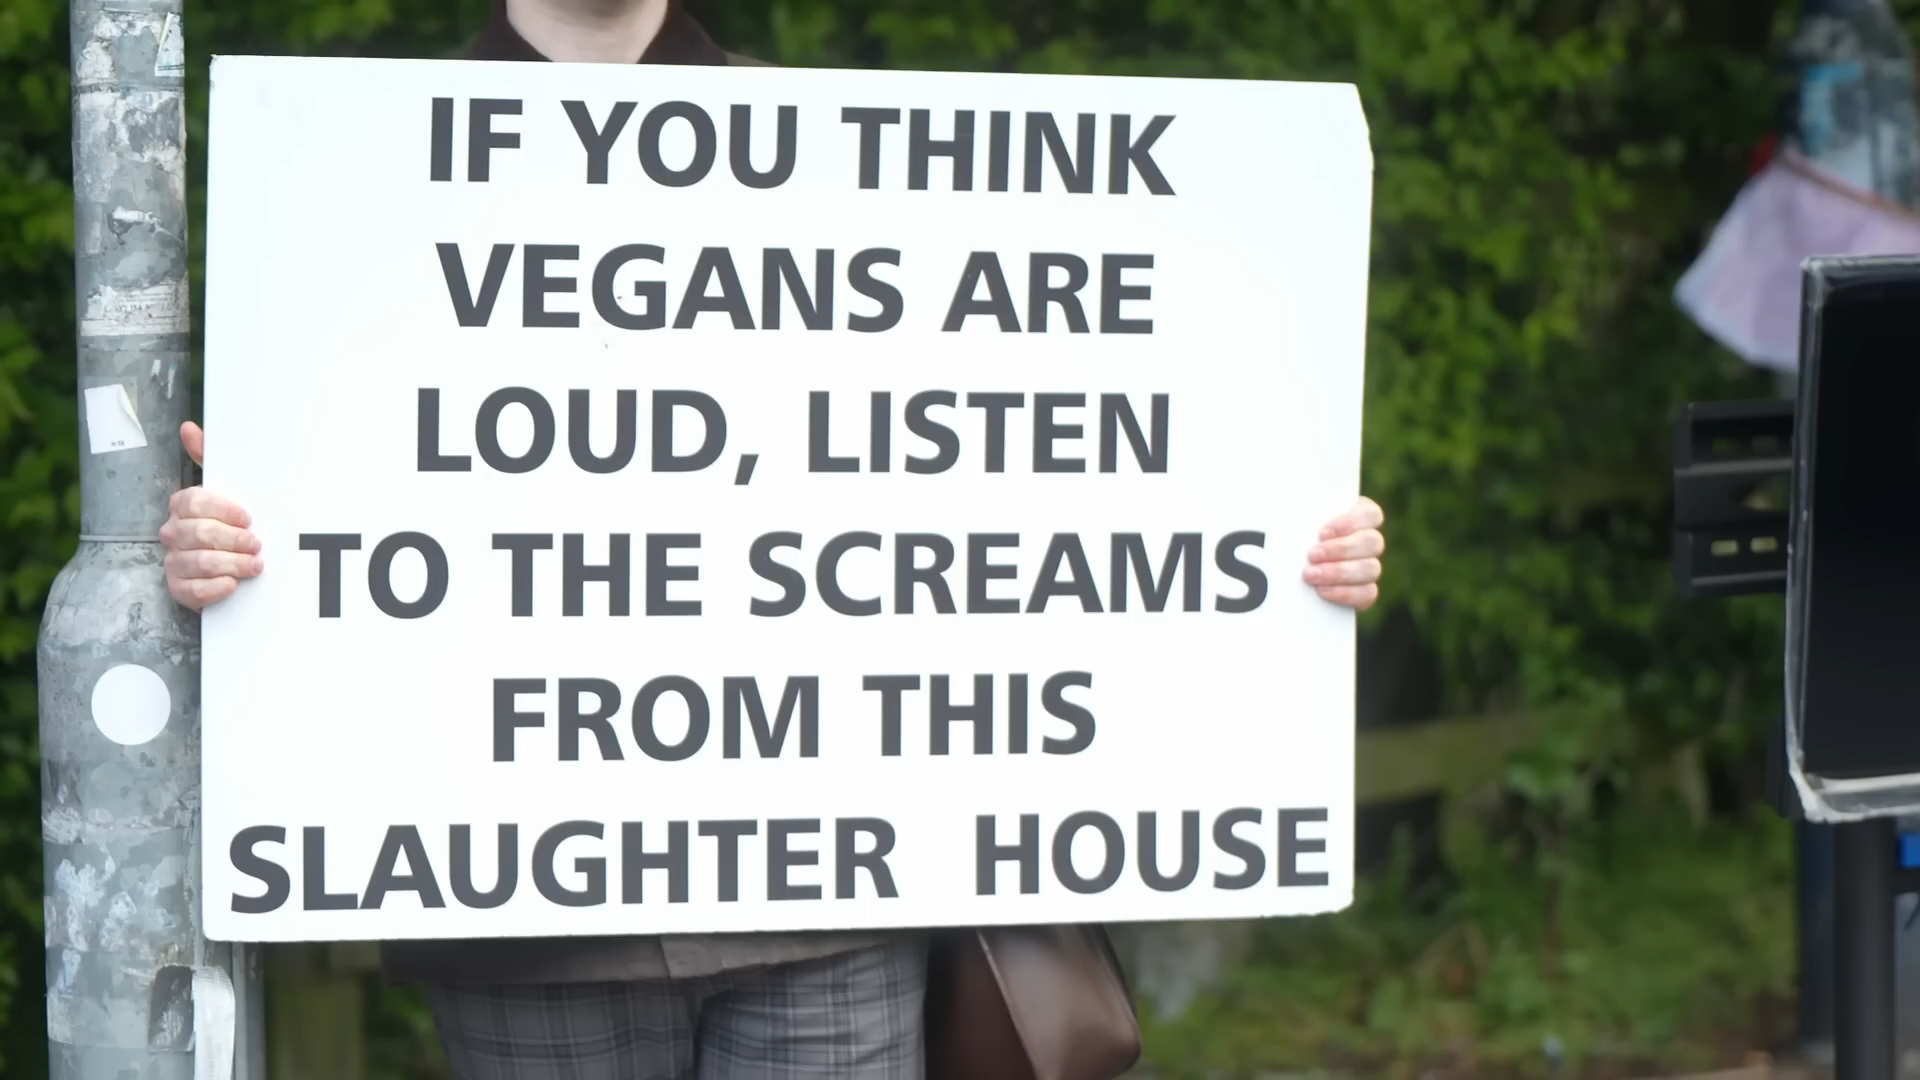 IF YOU THINK
VEGANS ARE
LOUD, LISTEN
TO THE SCREAMS
FROM THIS
SLAUGHTER HOUSE